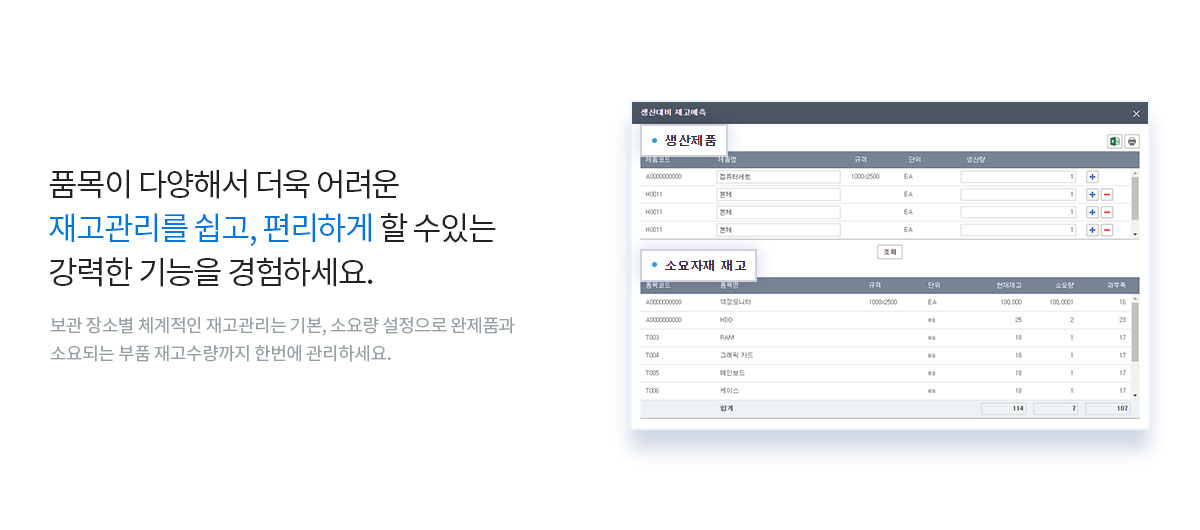 품목이 다양해서 더욱 어려운
재고관리를 쉽고, 편리하게 할 수있는
강력한 기능을 경험하세요.
보관 장소별 체계적인 재고관리는 기본, 소요량 설정으로 완제품과
소요되는 부품 재고수량까지 한번에 관리하세요.
생산대비 재고예측
생산제품
제품코드 제품명 규격 단위 생산량
A0000000000 컴퓨터세트 1000x2500 EA 1
H0011 본체 EA 1
H0011 본체 EA 1
H0011 본체 EA 1
조회
소요자재 재고
품목코드 품목명 규격 단위 현재재고 소요량 과부족
A0000000000 액정모니터 1000x2500 EA 100,000 100,0001 16
A0000000000 HDD ea 25 2 23
T003 RAM ea 18 1 17
T004 그래픽 카드 ea 18 1 17
T005 메인보드 ea 18 1 17
T006 케이스 ea 18 1 17
합계 114 7 107